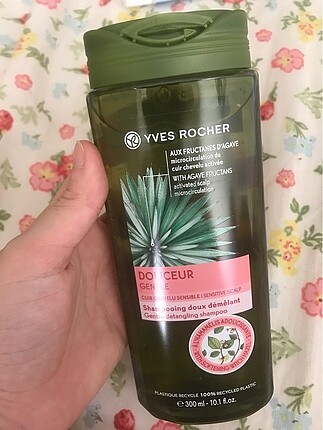 YVES ROCHER
AUX FRUCTANES D'AGAVE
microcirculation du
cuir chevelu activée
WITH AGAVE FRUCTANS
activated scalp
microcirculation
DOUCEUR
GENTLE
CUIR CHEVELU SENSIBLE | SENSITIVE SCALP
Shampooing doux démêlant
Gentle detangling shampoo
À L'HAMAMÉLIS ADOUCISSANT
PLASTIQUE RECYCLÉ 100% RECYCLED PLASTIC
e 300 ml - 10.1 fl.oz.